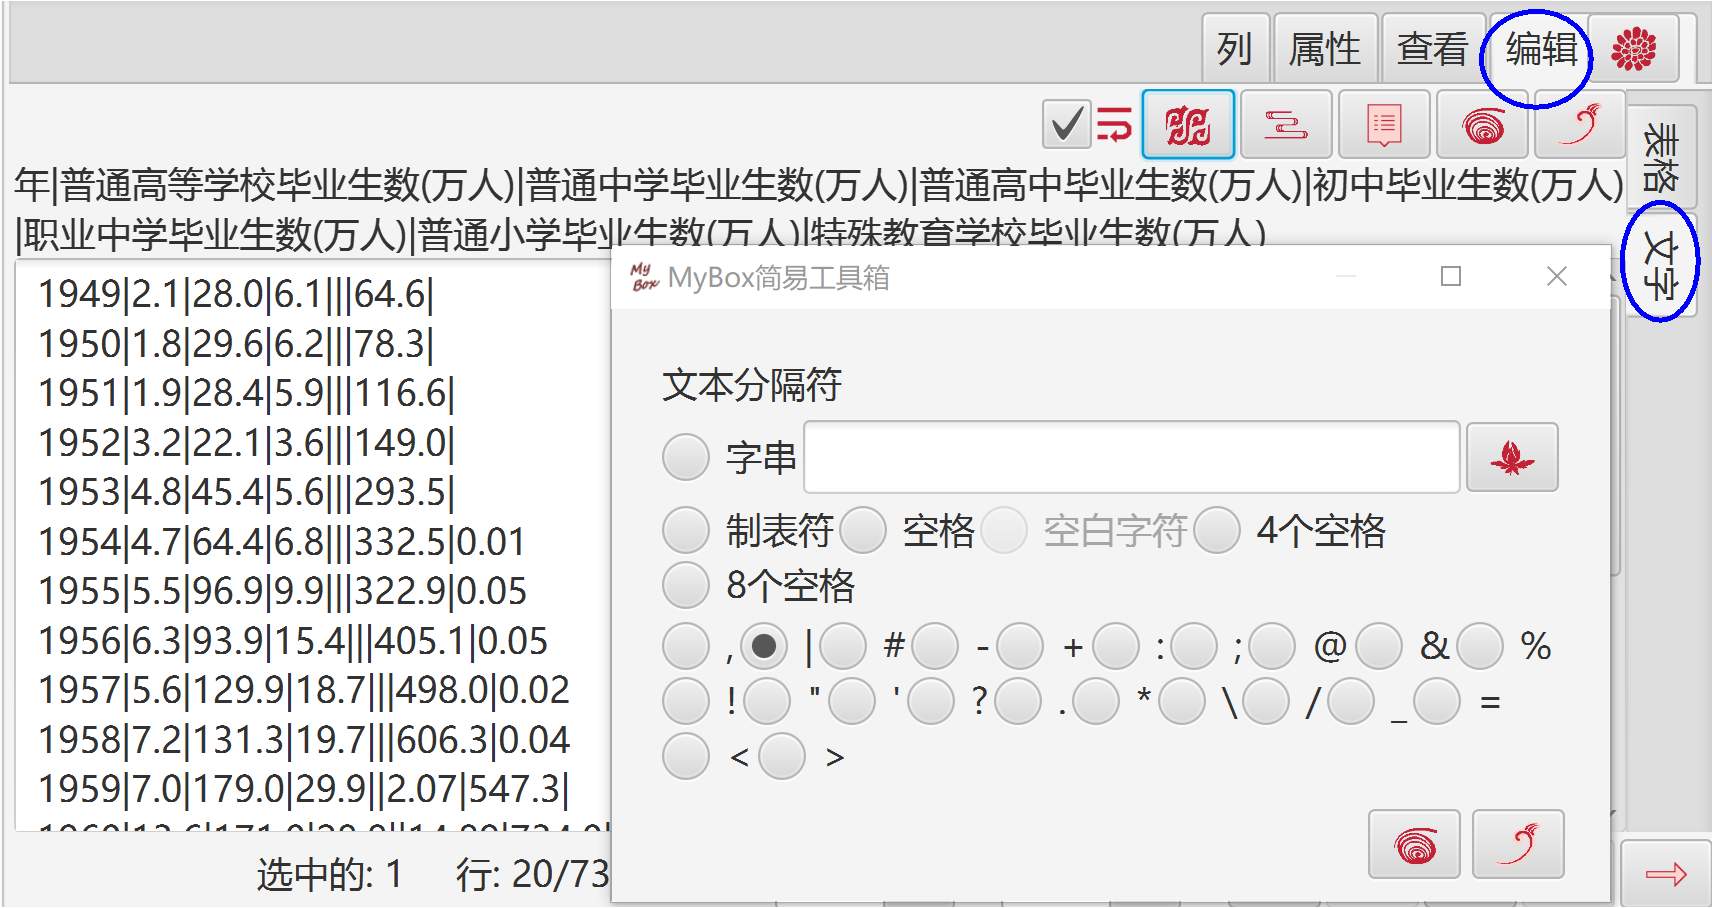 列 属性 查看 编辑
表格
文字
年|普通高等学校毕业生数(万人)|普通中学毕业生数(万人)|普通高中毕业生数(万人)|初中毕业生数(万人)
|职业中学毕业生数(万人)|普通小学毕业生数(万人)|特殊教育学校毕业生数(万人)
1949|2.1|28.0|6.1|||64.6|
1950|1.8|29.6|6.2|||78.3|
1951|1.9|28.4|5.9|||116.6|
1952|3.2|22.1|3.6|||149.0|
1953|4.8|45.4|5.6|||293.5|
1954|4.7|64.4|6.8|||332.5|0.01
1955|5.5|96.9|9.9|||322.9|0.05
1956|6.3|93.9|15.4|||405.1|0.05
1957|5.6|129.9|18.7|||498.0|0.02
1958|7.2|131.3|19.7|||606.3|0.04
1959|7.0|179.0|29.9||2.07|547.3|
选中的: 1 行: 20/73
My Box MyBox简易工具箱
文本分隔符
字串
制表符 空格 空白字符 4个空格
8个空格
, | # - + : ; @ & %
! " ' ? . * \ / _ =
< >